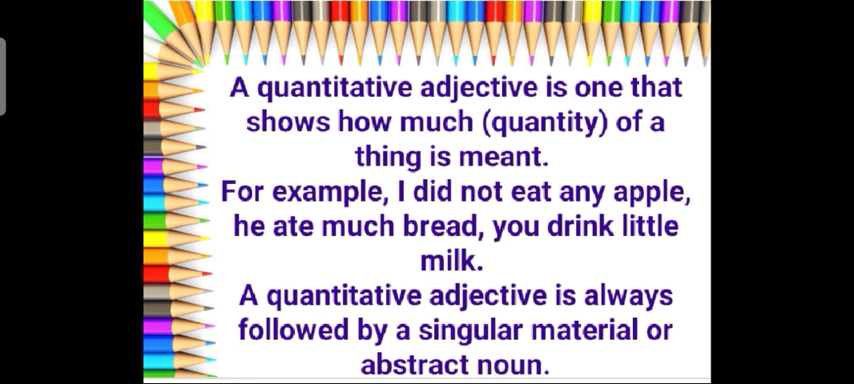 A quantitative adjective is one that
shows how much (quantity) of a
thing is meant.
For example, I did not eat any apple,
he ate much bread, you drink little
milk.
A quantitative adjective is always
followed by a singular material or
abstract noun.